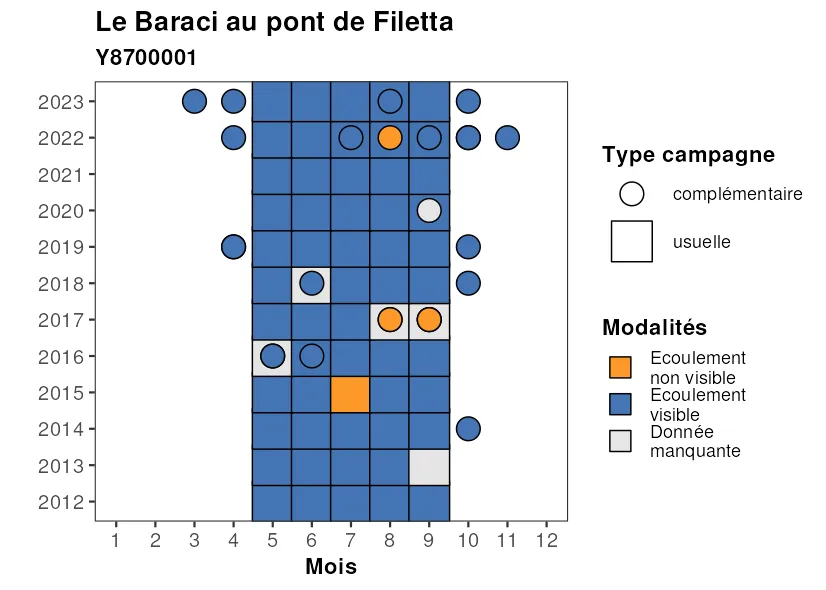 Le Baraci au pont de Filetta
Y8700001
2023
2022
2021
2020
2019
2018
2017
2016
2015
2014
2013
2012
1 2 3 4 5 6 7 8 9 10 11 12
Mois
Type campagne
complémentaire
usuelle
Modalités
Ecoulement
non visible
Ecoulement
visible
Donnée
manquante